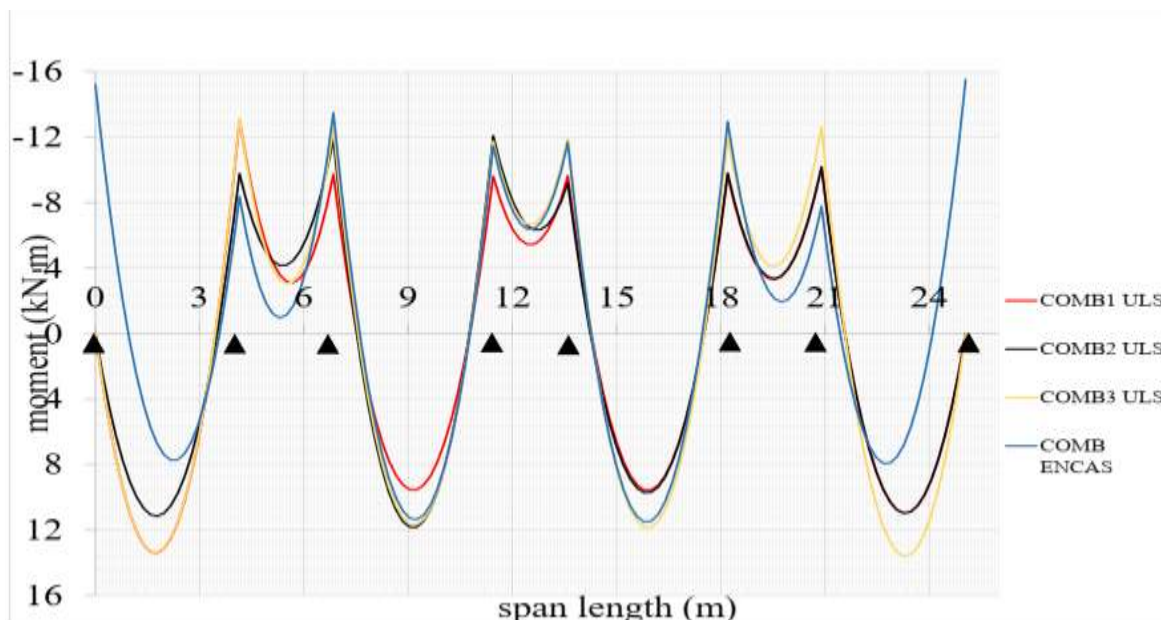 -16
-12
-8
-4
0 3 6 9 12 15 18 21 24
0
4
8
12
16
moment (kN.m)
span length (m)
COMB1 ULS
COMB2 ULS
COMB3 ULS
COMB
ENCAS